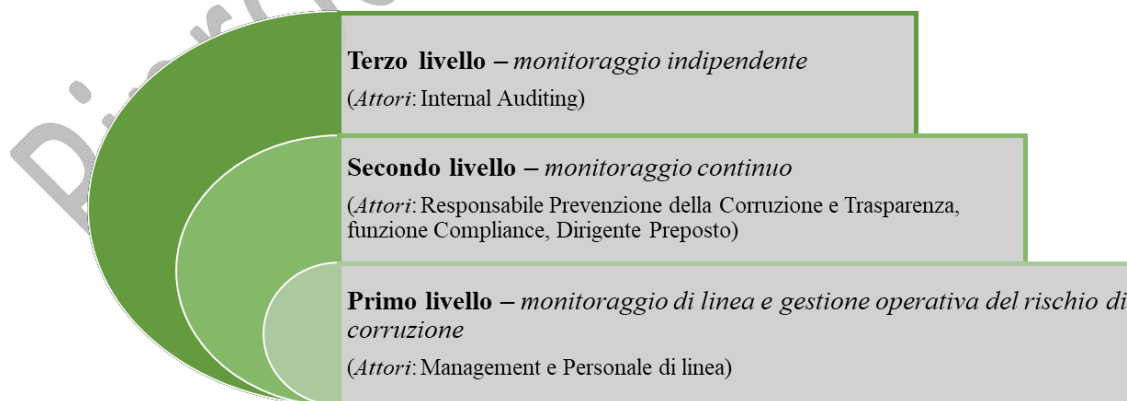 Terzo livello – monitoraggio indipendente
(Attori: Internal Auditing)
Secondo livello – monitoraggio continuo
(Attori: Responsabile Prevenzione della Corruzione e Trasparenza,
funzione Compliance, Dirigente Preposto)
Primo livello – monitoraggio di linea e gestione operativa del rischio di
corruzione
(Attori: Management e Personale di linea)